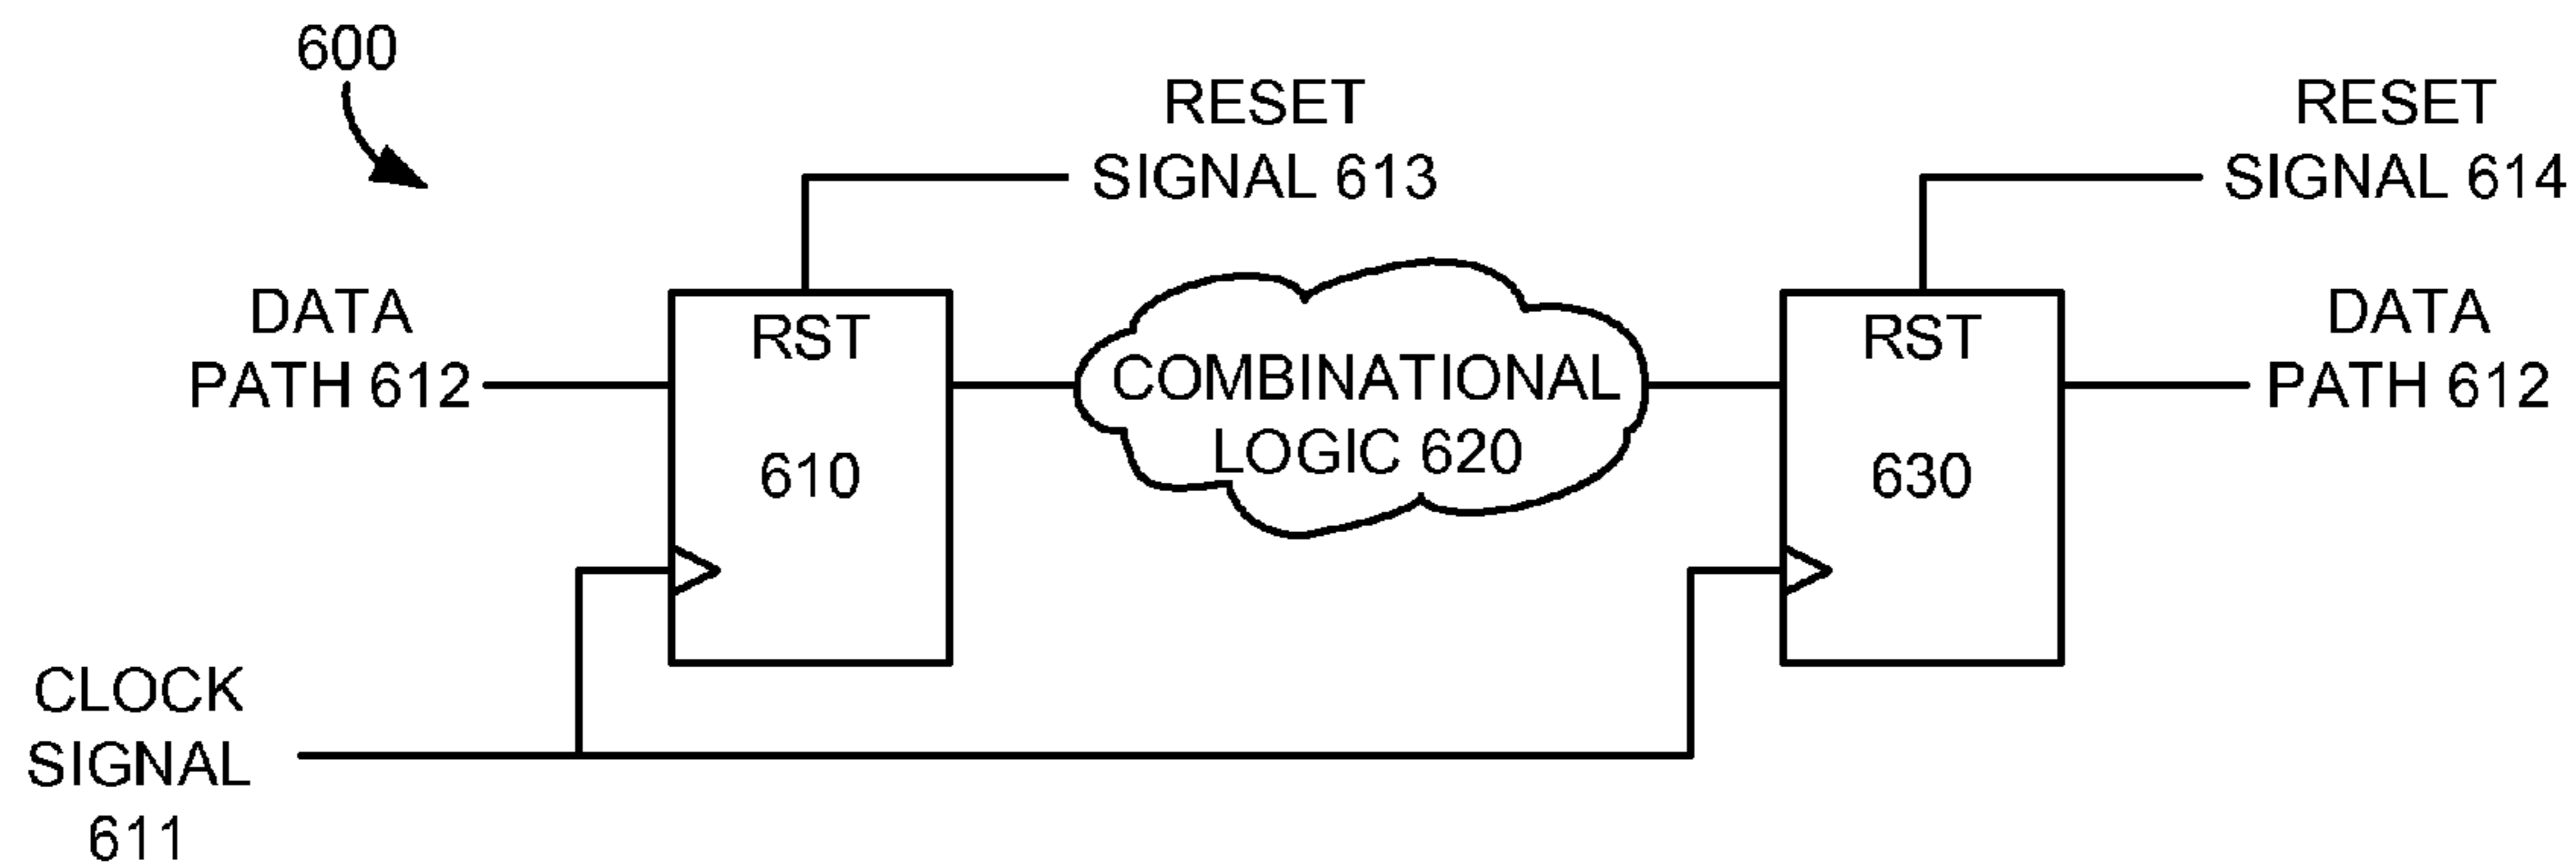 600
RESET
SIGNAL 613
RESET
SIGNAL 614
DATA
PATH 612
RST
610
COMBINATIONAL
LOGIC 620
RST
630
DATA
PATH 612
CLOCK
SIGNAL
611